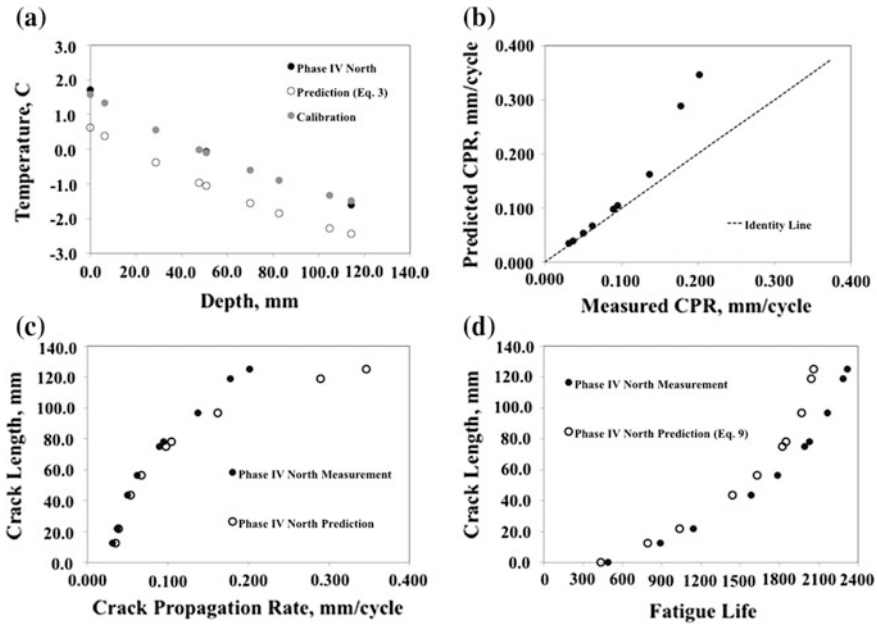 (a)
3.0
2.0
1.0
0.0
-1.0
-2.0
-3.0
Temperature, C
Phase IV North
Prediction (Eq. 3)
Calibration
0.0 20.0 40.0 60.0 80.0 100.0 120.0 140.0
Depth, mm
(b)
0.400
0.300
0.200
0.100
0.000
Predicted CPR, mm/cycle
Identity Line
0.000 0.100 0.200 0.300 0.400
Measured CPR, mm/cycle
(c)
140.0
120.0
100.0
80.0
60.0
40.0
20.0
0.0
Crack Length, mm
Phase IV North Measurement
Phase IV North Prediction
0.000 0.100 0.200 0.300 0.400
Crack Propagation Rate, mm/cycle
(d)
140.0
120.0
100.0
80.0
60.0
40.0
20.0
0.0
Crack Length, mm
Phase IV North Measurement
Phase IV North Prediction (Eq. 9)
0 300 600 900 1200 1500 1800 2100 2400
Fatigue Life